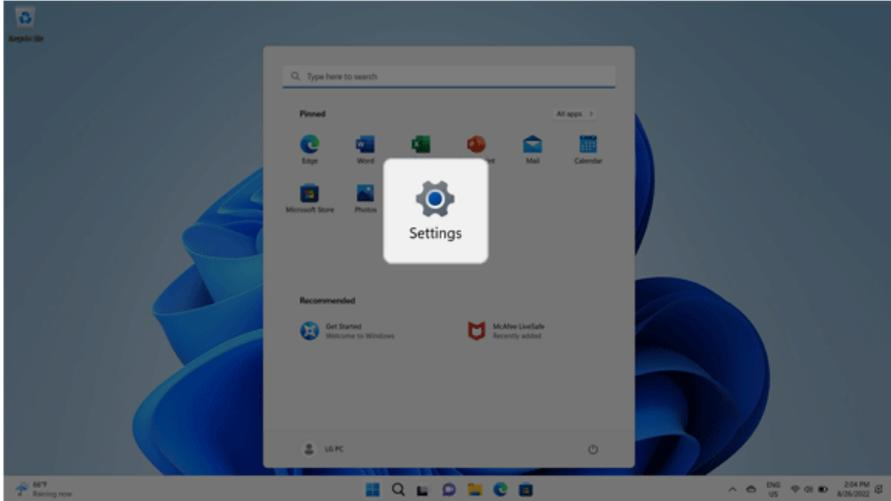 Recycle Bin
Type here to search
Pinned
All apps >
Edge
Word
Mail
Calendar
Microsoft Store
Photos
Settings
Recommended
Get Started
Welcome to Windows
McAfee LiveSafe
Recently added
LG PC
66°F
Raining now
ENG
US
2:04 PM
8/26/2022